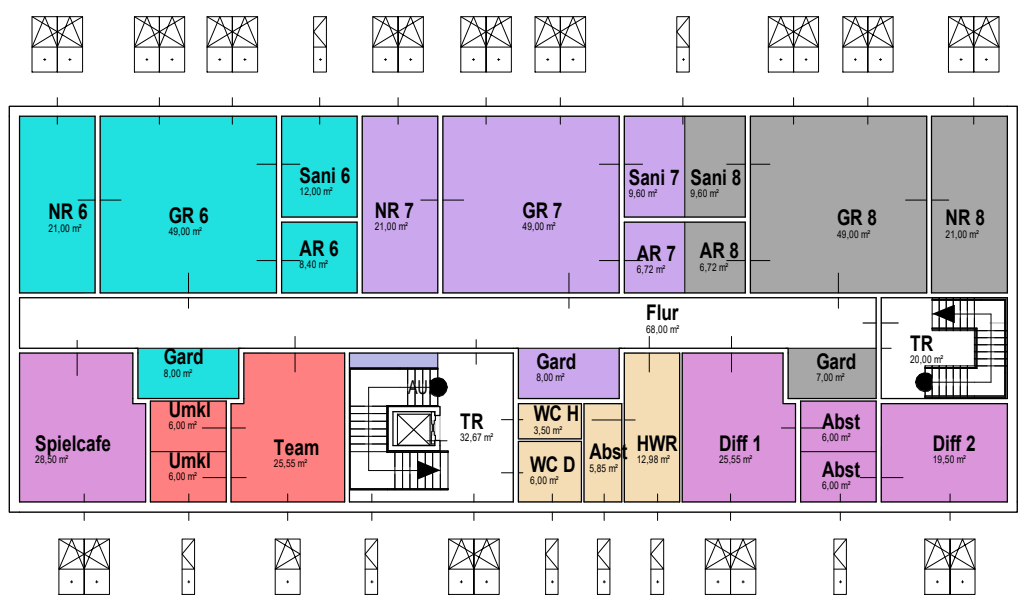 NR 6
21,00 m²
GR 6
49,00 m²
Sani 6
12,00 m²
AR 6
8,40 m²
NR 7
21,00 m²
GR 7
49,00 m²
Sani 7
9,60 m²
Sani 8
9,60 m²
AR 7
6,72 m²
AR 8
6,72 m²
GR 8
49,00 m²
NR 8
21,00 m²
Flur
68,00 m²
TR
20,00 m²
Gard
8,00 m²
Gard
8,00 m²
Gard
7,00 m²
Spielcafe
28,50 m²
Umkl
6,00 m²
Umkl
6,00 m²
Team
25,55 m²
AU
TR
32,67 m²
WC H
3,50 m²
WC D
6,00 m²
Abst
5,85 m²
HWR
12,98 m²
Diff 1
25,55 m²
Abst
6,00 m²
Abst
6,00 m²
Diff 2
19,50 m²